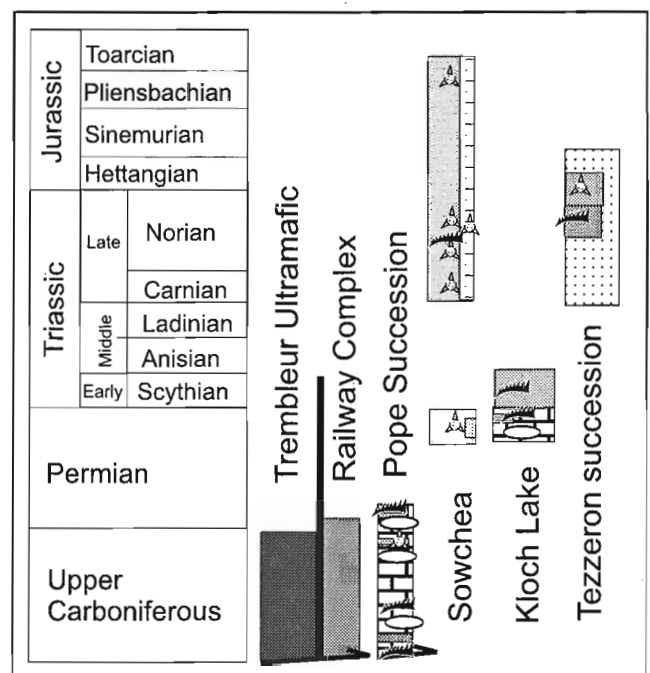 Jurassic
Toarcian
Pliensbachian
Sinemurian
Hettangian
Triassic
Late
Norian
Carnian
Middle
Ladinian
Anisian
Early
Scythian
Permian
Upper
Carboniferous
Trembleur Ultramafic
Railway Complex
Pope Succession
Sowchea
Kloch Lake
Tezzeron succession